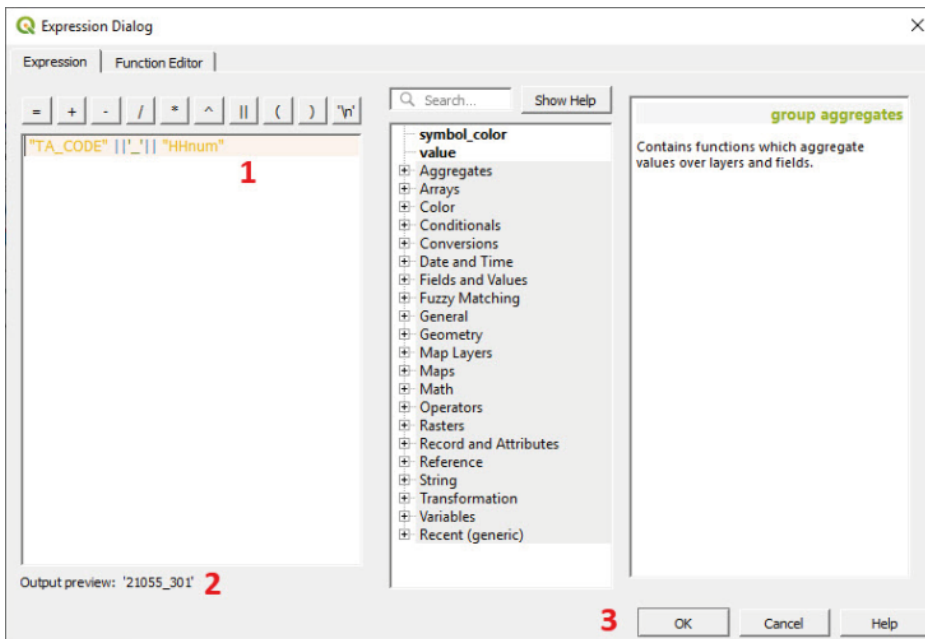 Expression Dialog
Expression
Function Editor
= + - / * ^ || ( ) '\n'
"TA_CODE" ||'_'|| "HHnum"
1
Output preview: '21055_301'
2
Search...
Show Help
symbol_color
value
Aggregates
Arrays
Color
Conditionals
Conversions
Date and Time
Fields and Values
Fuzzy Matching
General
Geometry
Map Layers
Maps
Math
Operators
Rasters
Record and Attributes
Reference
String
Transformation
Variables
Recent (generic)
group aggregates
Contains functions which aggregate
values over layers and fields.
3
OK
Cancel
Help